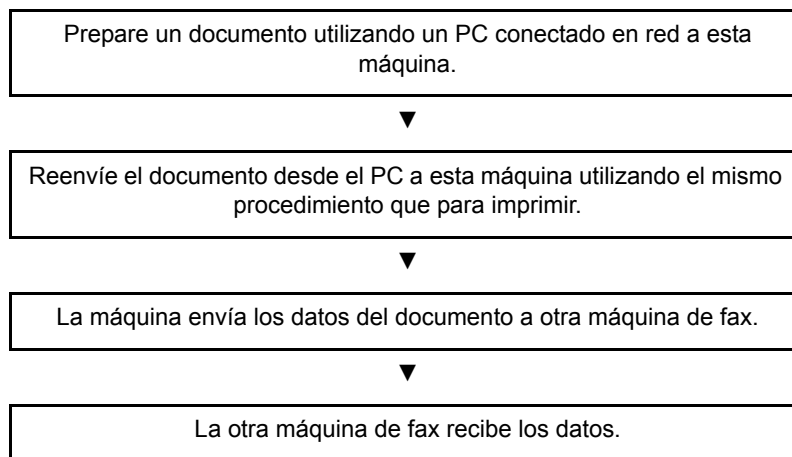 Prepare un documento utilizando un PC conectado en red a esta
máquina.
▼
Reenvíe el documento desde el PC a esta máquina utilizando el mismo
procedimiento que para imprimir.
▼
La máquina envía los datos del documento a otra máquina de fax.
▼
La otra máquina de fax recibe los datos.